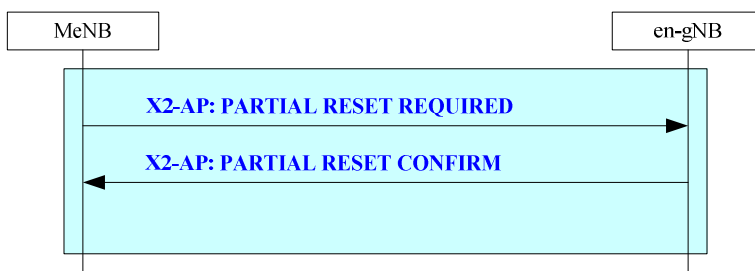 MeNB
en-gNB
X2-AP: PARTIAL RESET REQUIRED
X2-AP: PARTIAL RESET CONFIRM